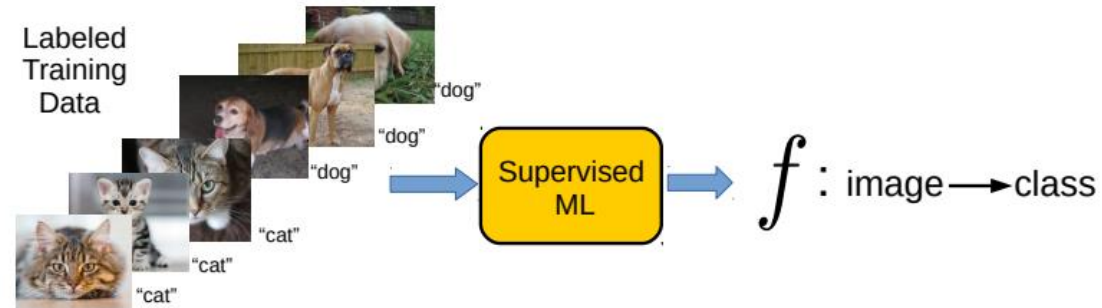 Labeled
Training
Data
“dog”
“dog”
“dog”
“cat”
“cat”
“cat”
Supervised
ML
f : image → class